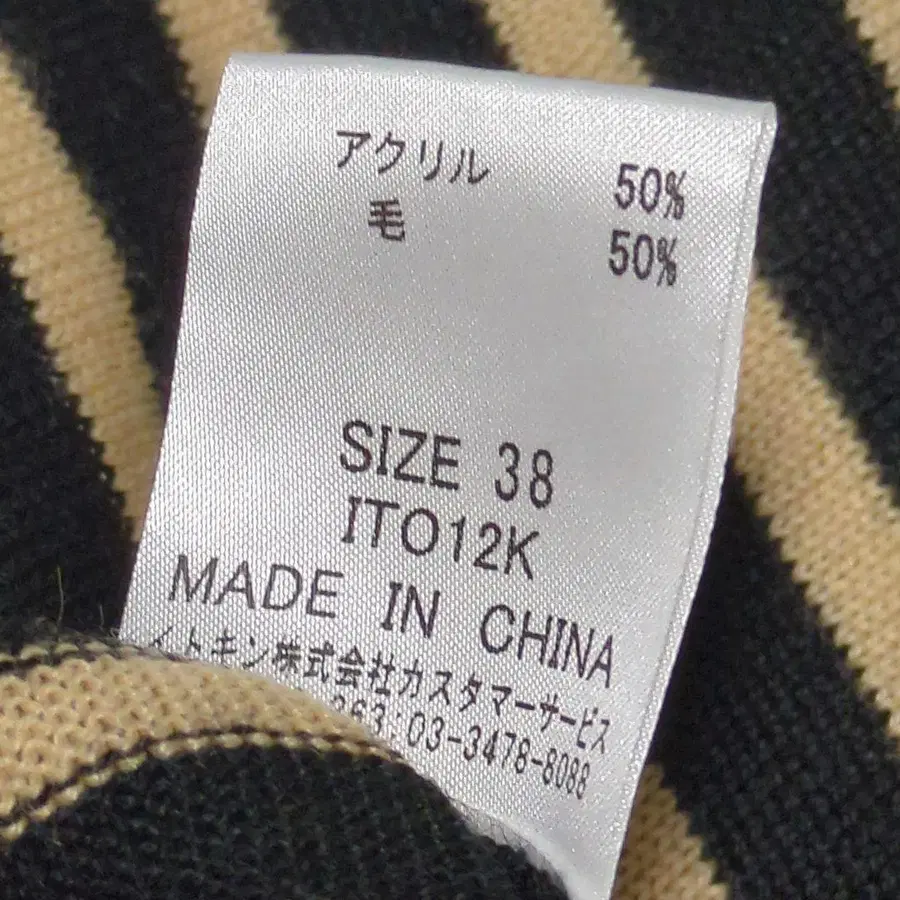 アクリル 50%
毛 50%
SIZE 38
ITO12K
MADE IN CHINA
イトキン株式会社カスタマーサービス
363:03-3478-8088